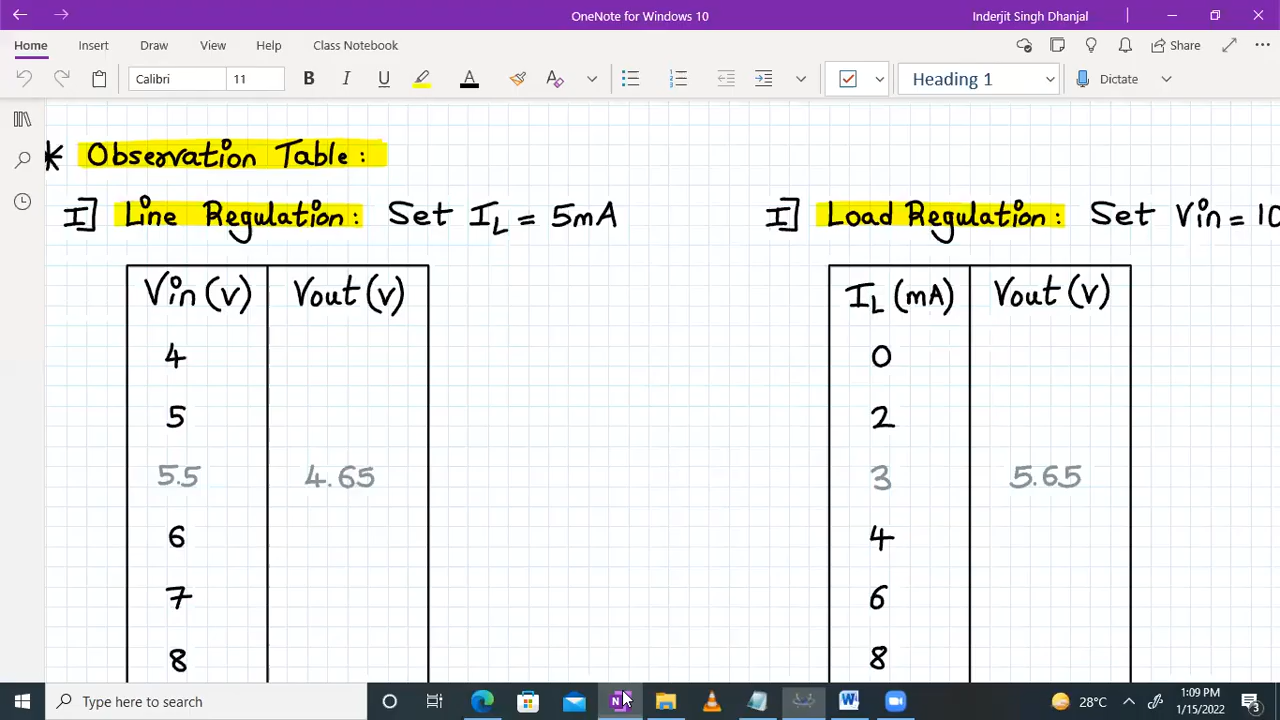 OneNote for Windows 10
Inderjit Singh Dhanjal
Home Insert Draw View Help Class Notebook
Share
Calibri 11 B I U A Heading 1 Dictate
* Observation Table:
I] Line Regulation: Set IL = 5mA
I] Load Regulation: Set Vin = 10
Vin (v) Vout (v)
4
5
5.5 4.65
6
7
8
IL (mA) Vout (v)
0
2
3 5.65
4
6
8
Type here to search
28°C
1:09 PM
1/15/2022
3